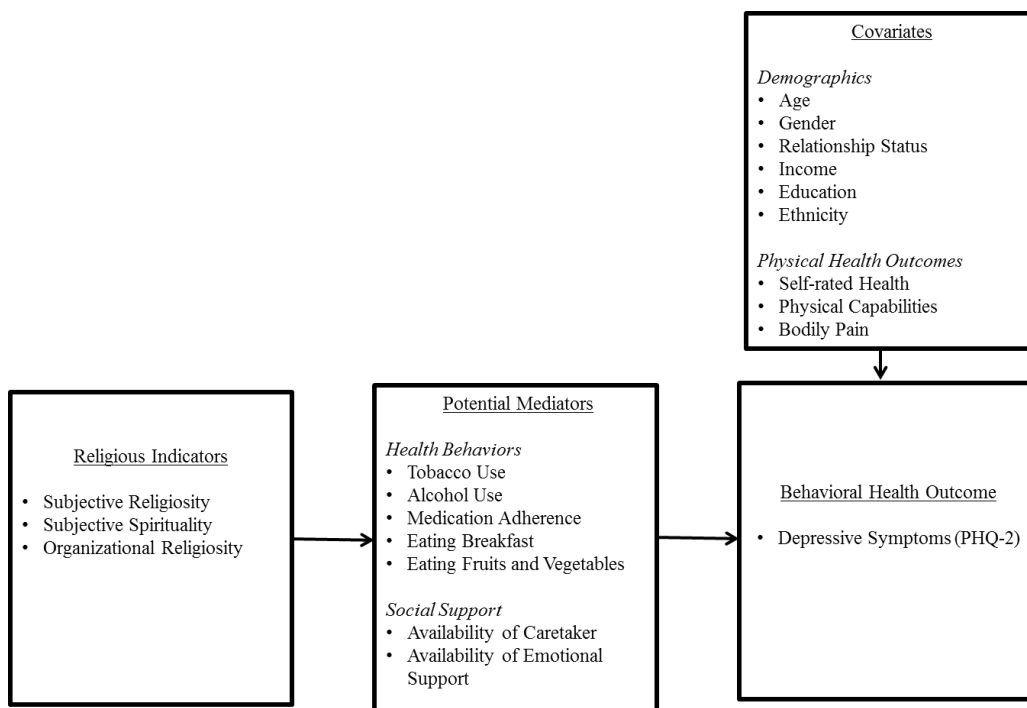 Covariates
Demographics
• Age
• Gender
• Relationship Status
• Income
• Education
• Ethnicity
Physical Health Outcomes
• Self-rated Health
• Physical Capabilities
• Bodily Pain
Religious Indicators
• Subjective Religiosity
• Subjective Spirituality
• Organizational Religiosity
Potential Mediators
Health Behaviors
• Tobacco Use
• Alcohol Use
• Medication Adherence
• Eating Breakfast
• Eating Fruits and Vegetables
Social Support
• Availability of Caretaker
• Availability of Emotional
Support
Behavioral Health Outcome
• Depressive Symptoms (PHQ-2)